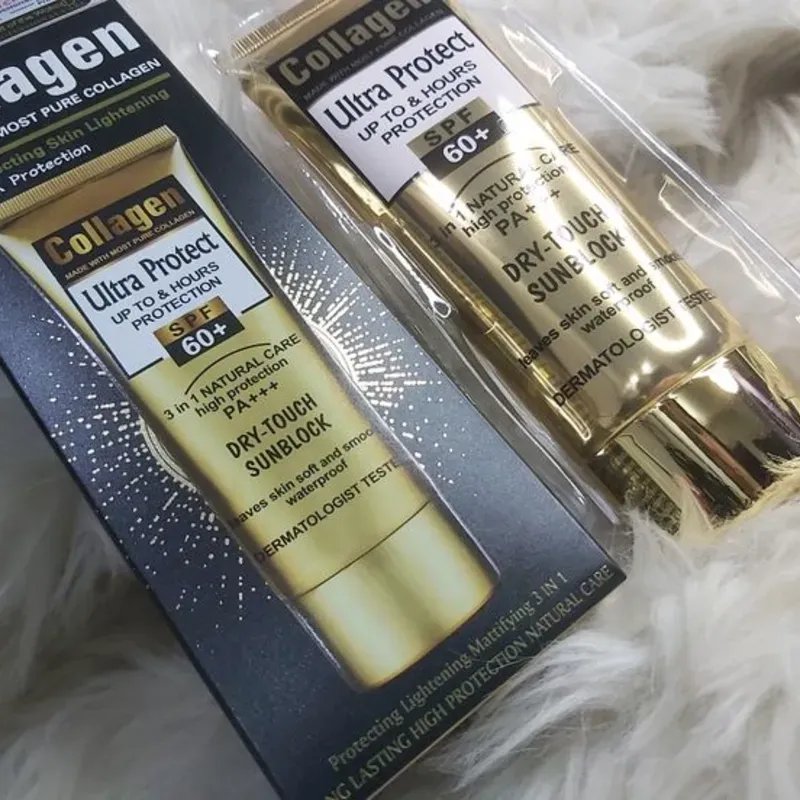 agen
MOST PURE COLLAGEN
ecting Skin Lightening
Protection
Collagen
MADE WITH MOST PURE COLLAGEN
Ultra Protect
UP TO & HOURS
PROTECTION
SPF
60+
3 in 1 NATURAL CARE
high protection
PA+++
DRY-TOUCH
SUNBLOCK
leaves skin soft and smoo
waterproof
DERMATOLOGIST TESTE
Protecting Lightening Mattifying 3 IN 1
NG LASTING HIGH PROTECTION NATURAL CARE
Collagen
MADE WITH MOST PURE COLLAGEN
Ultra Protect
UP TO & HOURS
PROTECTION
SPF
60+
3 in 1 NATURAL CARE
high protection
PA+++
DRY-TOUCH
SUNBLOCK
leaves skin soft and smoo
waterproof
DERMATOLOGIST TESTE